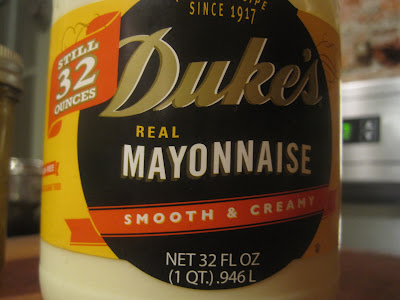 SINCE 1917
STILL
32
OUNCES
Duke's
REAL
MAYONNAISE
SMOOTH & CREAMY
NET 32 FL OZ
(1 QT.) .946 L